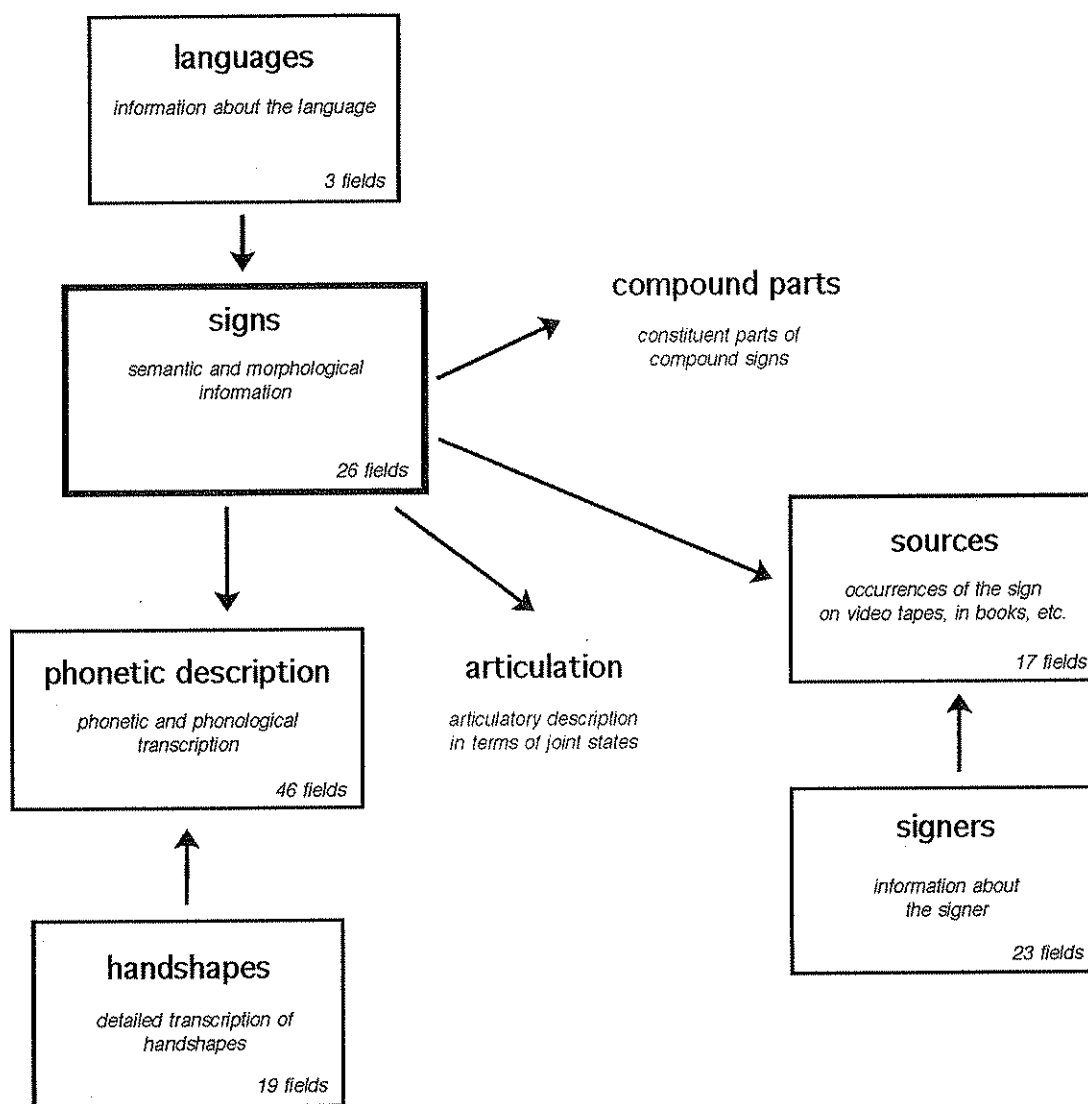 languages
information about the language
3 fields
signs
semantic and morphological
information
26 fields
compound parts
constituent parts of
compound signs
sources
occurrences of the sign
on video tapes, in books, etc.
17 fields
phonetic description
phonetic and phonological
transcription
46 fields
articulation
articulatory description
in terms of joint states
signers
information about
the signer
23 fields
handshapes
detailed transcription of
handshapes
19 fields